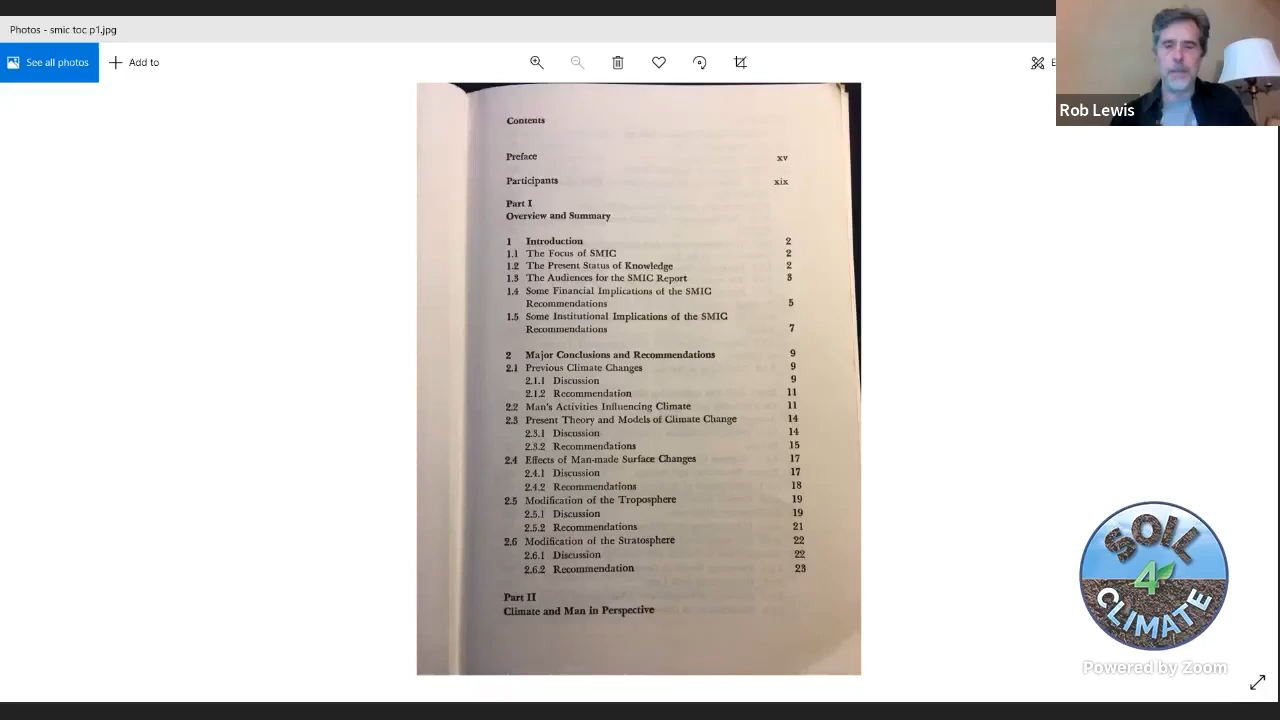 Photos - smic toc p1.jpg
See all photos
Add to
E
Rob Lewis
Contents
Preface xv
Participants xix
Part I
Overview and Summary
1 Introduction 2
1.1 The Focus of SMIC 2
1.2 The Present Status of Knowledge 2
1.3 The Audiences for the SMIC Report 3
1.4 Some Financial Implications of the SMIC
Recommendations 5
1.5 Some Institutional Implications of the SMIC
Recommendations 7
2 Major Conclusions and Recommendations 9
2.1 Previous Climate Changes 9
2.1.1 Discussion 9
2.1.2 Recommendation 11
2.2 Man's Activities Influencing Climate 11
2.3 Present Theory and Models of Climate Change 14
2.3.1 Discussion 14
2.3.2 Recommendations 15
2.4 Effects of Man-made Surface Changes 17
2.4.1 Discussion 17
2.4.2 Recommendations 18
2.5 Modification of the Troposphere 19
2.5.1 Discussion 19
2.5.2 Recommendations 21
2.6 Modification of the Stratosphere 22
2.6.1 Discussion 22
2.6.2 Recommendation 23
Part II
Climate and Man in Perspective
SOIL
4
CLIMATE
Powered by Zoom